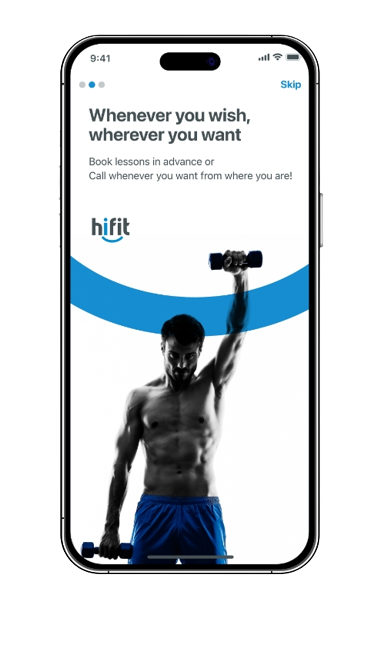 9:41
Skip
Whenever you wish,
wherever you want
Book lessons in advance or
Call whenever you want from where you are!
hifit